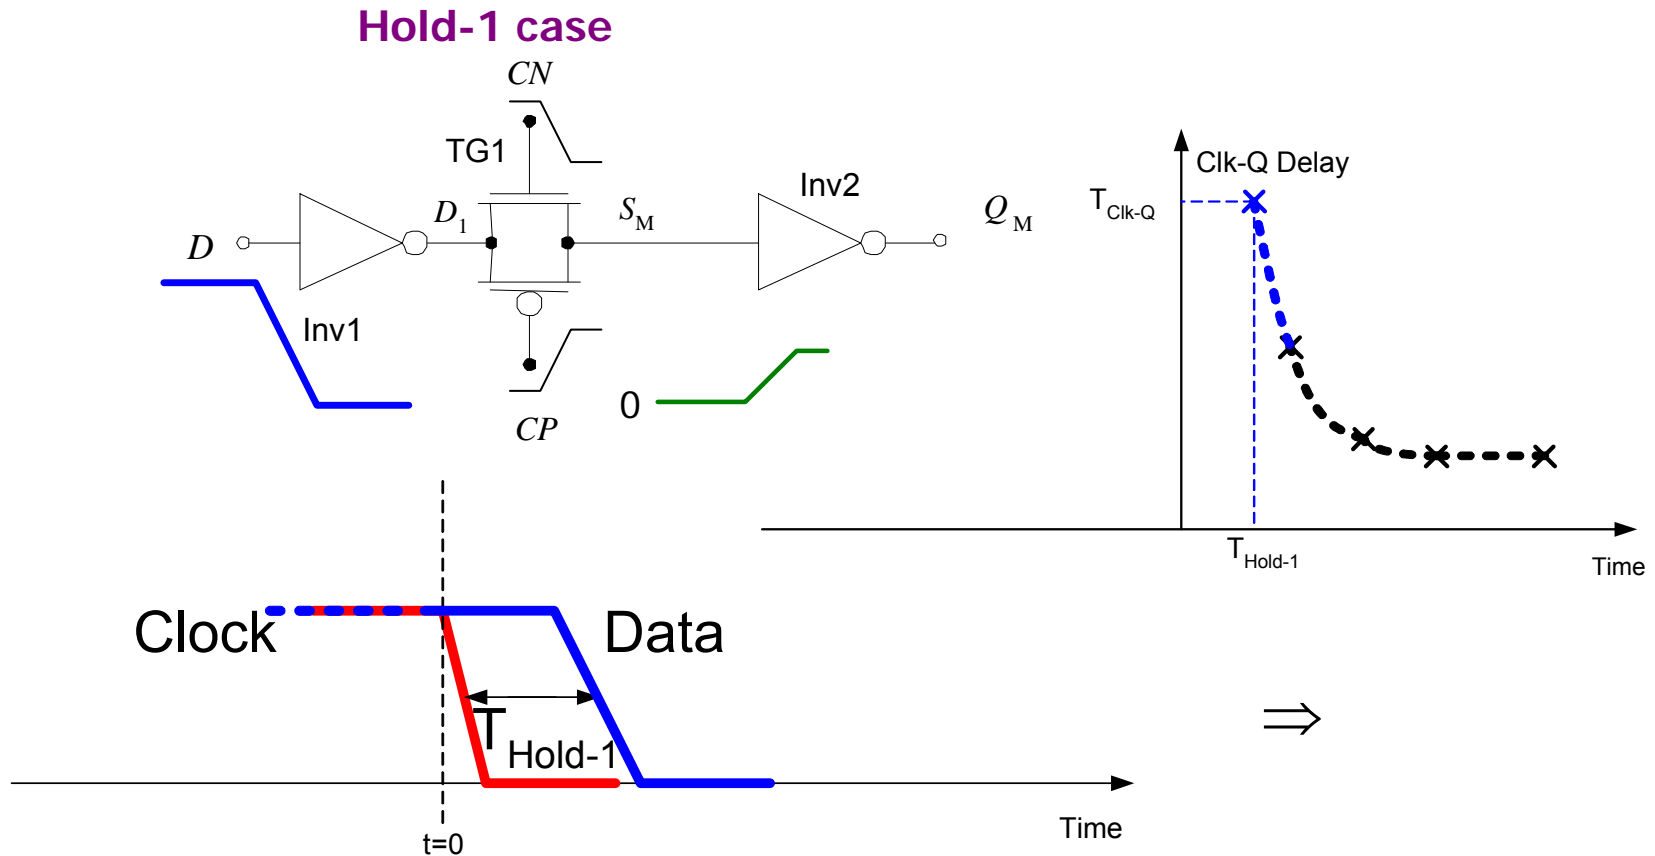 Hold-1 case
CN
TG1
Inv2
D
D1
SM
QM
Inv1
0
CP
Clk-Q Delay
TClk-Q
THold-1
Time
Clock
Data
THold-1
⇒
Time
t=0